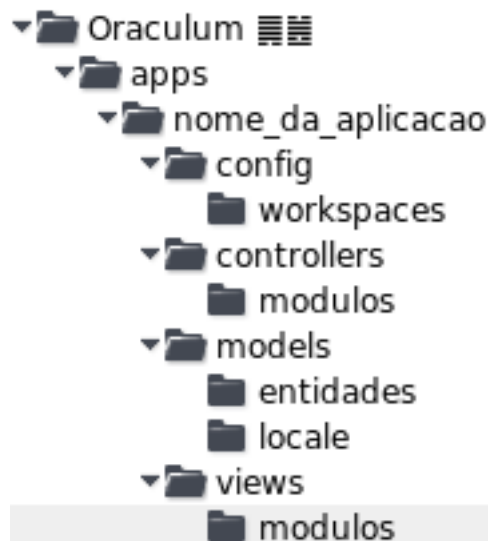 Oraculum
apps
nome_da_aplicacao
config
workspaces
controllers
modulos
models
entidades
locale
views
modulos